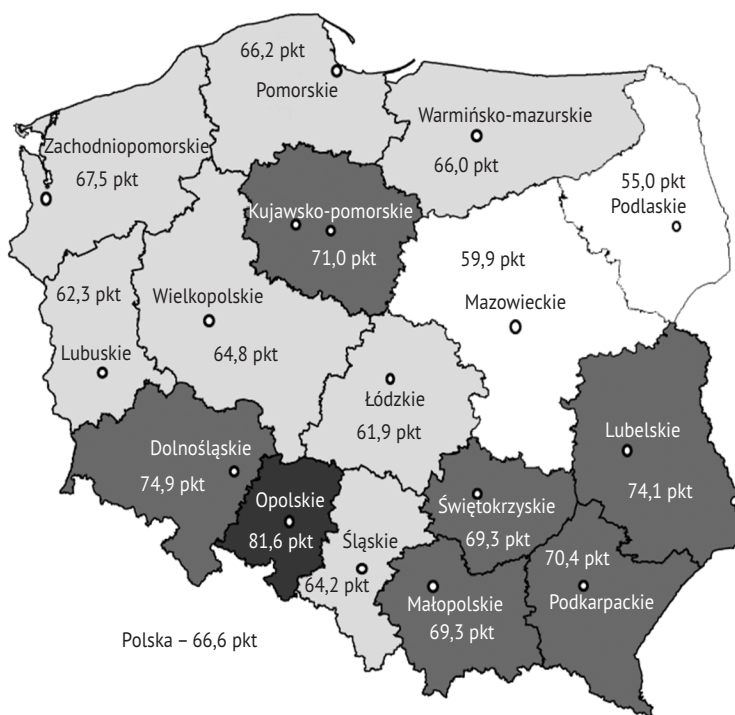 66,2 pkt
Pomorskie
Warmińsko-mazurskie
66,0 pkt
Zachodniopomorskie
67,5 pkt
55,0 pkt
Podlaskie
Kujawsko-pomorskie
71,0 pkt
59,9 pkt
Mazowieckie
62,3 pkt
Lubuskie
Wielkopolskie
64,8 pkt
Łódzkie
61,9 pkt
Lubelskie
74,1 pkt
Dolnośląskie
74,9 pkt
Opolskie
81,6 pkt
Śląskie
64,2 pkt
Świętokrzyskie
69,3 pkt
70,4 pkt
Podkarpackie
Małopolskie
69,3 pkt
Polska – 66,6 pkt